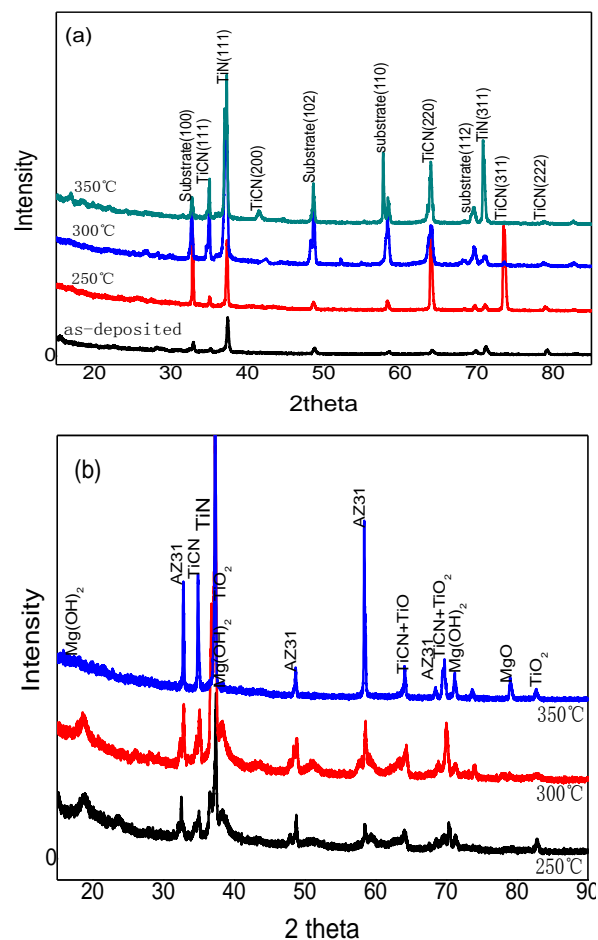 (a)
TiN(111)
Substrate(100)
TiCN(111)
TiCN(200)
Substrate(102)
substrate(110)
TiCN(220)
substrate(112)
TiN(311)
TiCN(311)
TiCN(222)
350℃
300℃
250℃
as-deposited
Intensity
0
20 30 40 50 60 70 80
2theta
(b)
Mg(OH)₂
AZ31
TiCN
TiN
TiO₂
Mg(OH)₂
AZ31
AZ31
TiCN+TiO
AZ31
TiCN+TiO₂
Mg(OH)₂
MgO
TiO₂
350℃
300℃
250℃
Intensity
0
20 30 40 50 60 70 80 90
2 theta